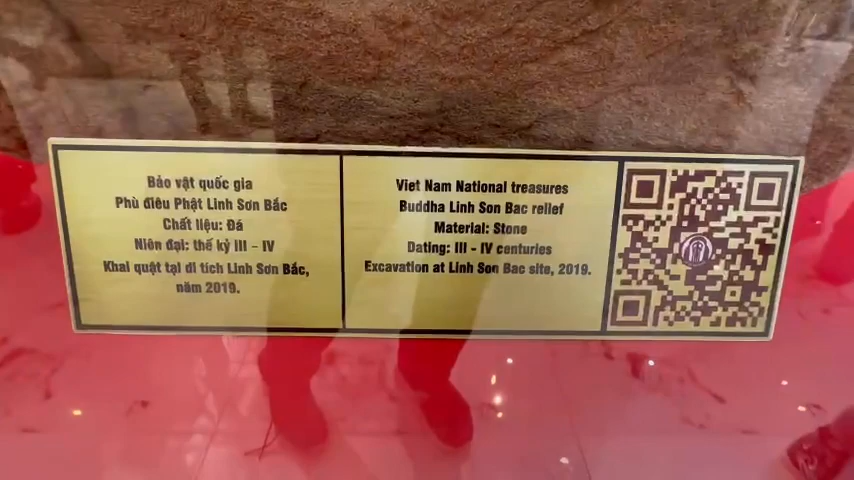 Bảo vật quốc gia
Phù điêu Phật Linh Sơn Bắc
Chất liệu: Đá
Niên đại: thế kỷ III - IV
Khai quật tại di tích Linh Sơn Bắc,
năm 2019.
Viet Nam National treasures
Buddha Linh Son Bac relief
Material: Stone
Dating: III - IV centuries
Excavation at Linh Son Bac site, 2019.